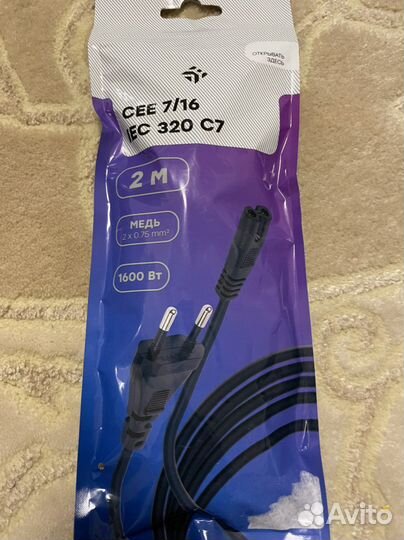 ОТКРЫВАТЬ
ЗДЕСЬ
CEE 7/16
IEC 320 C7
2 М
МЕДЬ
2 x 0.75 mm²
1600 Вт
Avito